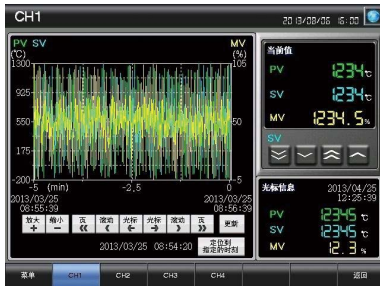 CH1
2013/08/06 15:00
PV SV
MV
(℃)
(%)
1300
105
925
550
50
175
-200
-5
-5 (min)
-2.5
0
2013/03/25
08:55:39
2013/03/25
08:56:39
放大 缩小 页 滚动 光标 光标 滚动 页 更新
2013/03/25 08:54:20
定位到
指定的时刻
当前值
PV 1234 ℃
SV 1234 ℃
MV 1234.5 %
SV
光标信息
2013/04/25
12:25:39
PV 12345 ℃
SV 12345 ℃
MV 12.3 %
菜单 CH1 CH2 CH3 CH4 返回